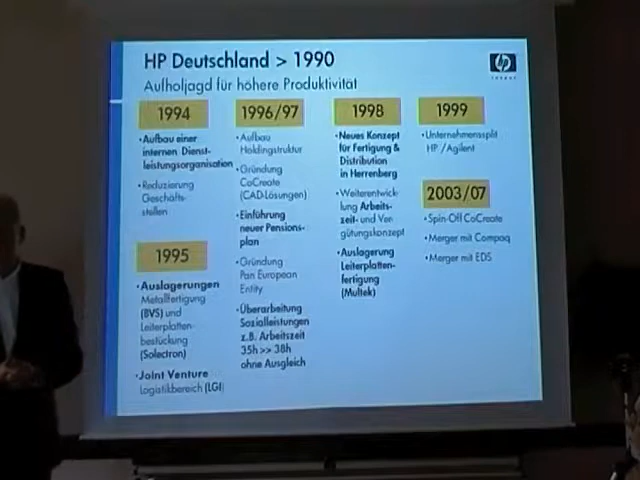 HP Deutschland > 1990
Aufholjagd für höhere Produktivität
hp
invent
1994
•Aufbau einer
internen Dienst-
leistungsorganisation
•Reduzierung
Geschäfts-
stellen
1995
•Auslagerungen
Metallfertigung
(BVS) und
Leiterplatten-
bestückung
(Solectron)
•Joint Venture
Logistikbereich (LGI)
1996/97
•Aufbau
Holdingstruktur
•Gründung
CoCreate
(CAD-Lösungen)
•Einführung
neuer Pensions-
plan
•Gründung
Pan European
Entity
•Überarbeitung
Sozialleistungen
z.B. Arbeitszeit
35h>> 38h
ohne Ausgleich
1998
•Neues Konzept
für Fertigung &
Distribution
in Herrenberg
•Weiterentwick-
lung Arbeits-
zeit- und Ver-
gütungskonzept
•Auslagerung
Leiterplatten-
fertigung
(Multek)
1999
•Unternehmenssplit
HP /Agilent
2003/07
•Spin-Off CoCreate
•Merger mit Compaq
•Merger mit EDS